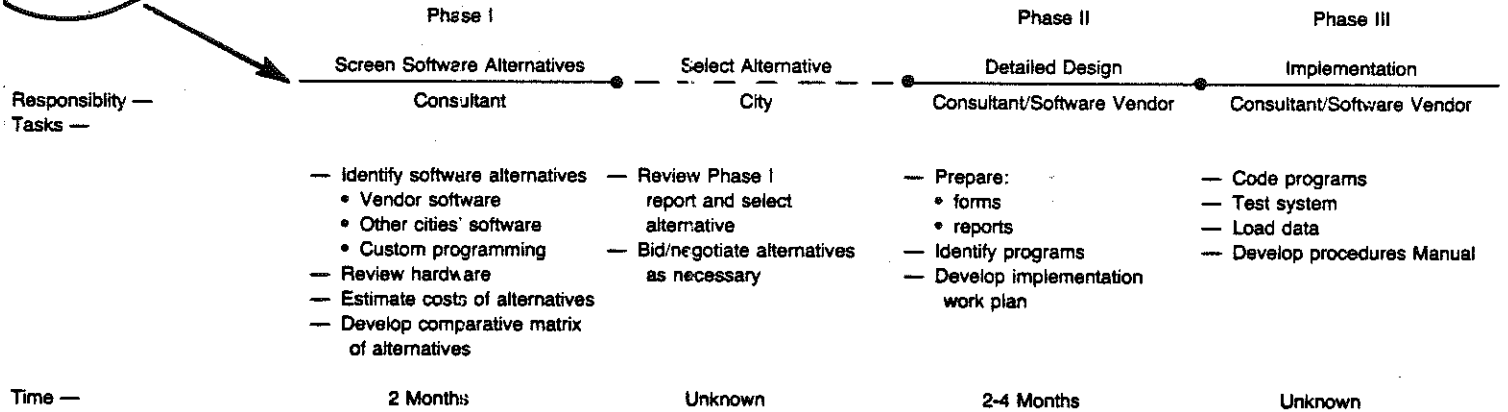 Phase I
Phase II
Phase III
Screen Software Alternatives
Select Alternative
Detailed Design
Implementation
Responsiblity —
Consultant
City
Consultant/Software Vendor
Consultant/Software Vendor
Tasks —
— Identify software alternatives
• Vendor software
• Other cities' software
• Custom programming
— Review hardware
— Estimate costs of alternatives
— Develop comparative matrix
of alternatives
— Review Phase I
report and select
alternative
— Bid/negotiate alternatives
as necessary
— Prepare:
• forms
• reports
— Identify programs
— Develop implementation
work plan
— Code programs
— Test system
— Load data
— Develop procedures Manual
Time —
2 Months
Unknown
2-4 Months
Unknown